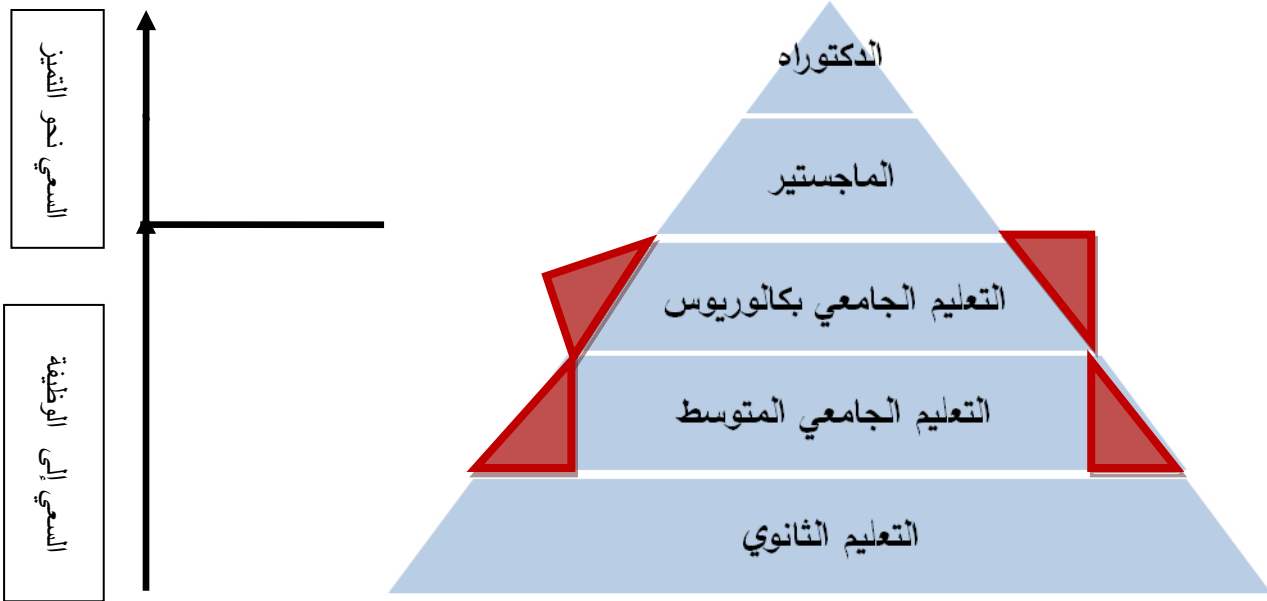 الدكتوراه
الماجستير
التعليم الجامعي بكالوريوس
التعليم الجامعي المتوسط
التعليم الثانوي
السعي نحو التميز
السعي إلى الوظيفة